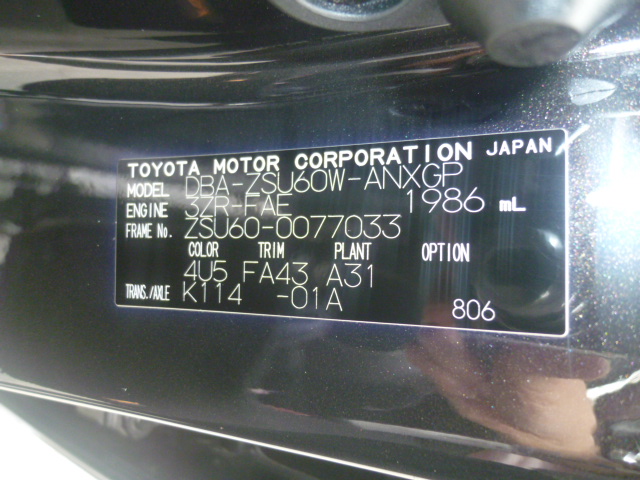 TOYOTA MOTOR CORPORATION JAPAN
MODEL DBA-ZSU60W-ANXGP
ENGINE 3ZR-FAE 1986 mL
FRAME No. ZSU60-0077033
COLOR TRIM PLANT OPTION
4U5 FA43 A31
TRANS./AXLE K114 -01A
806